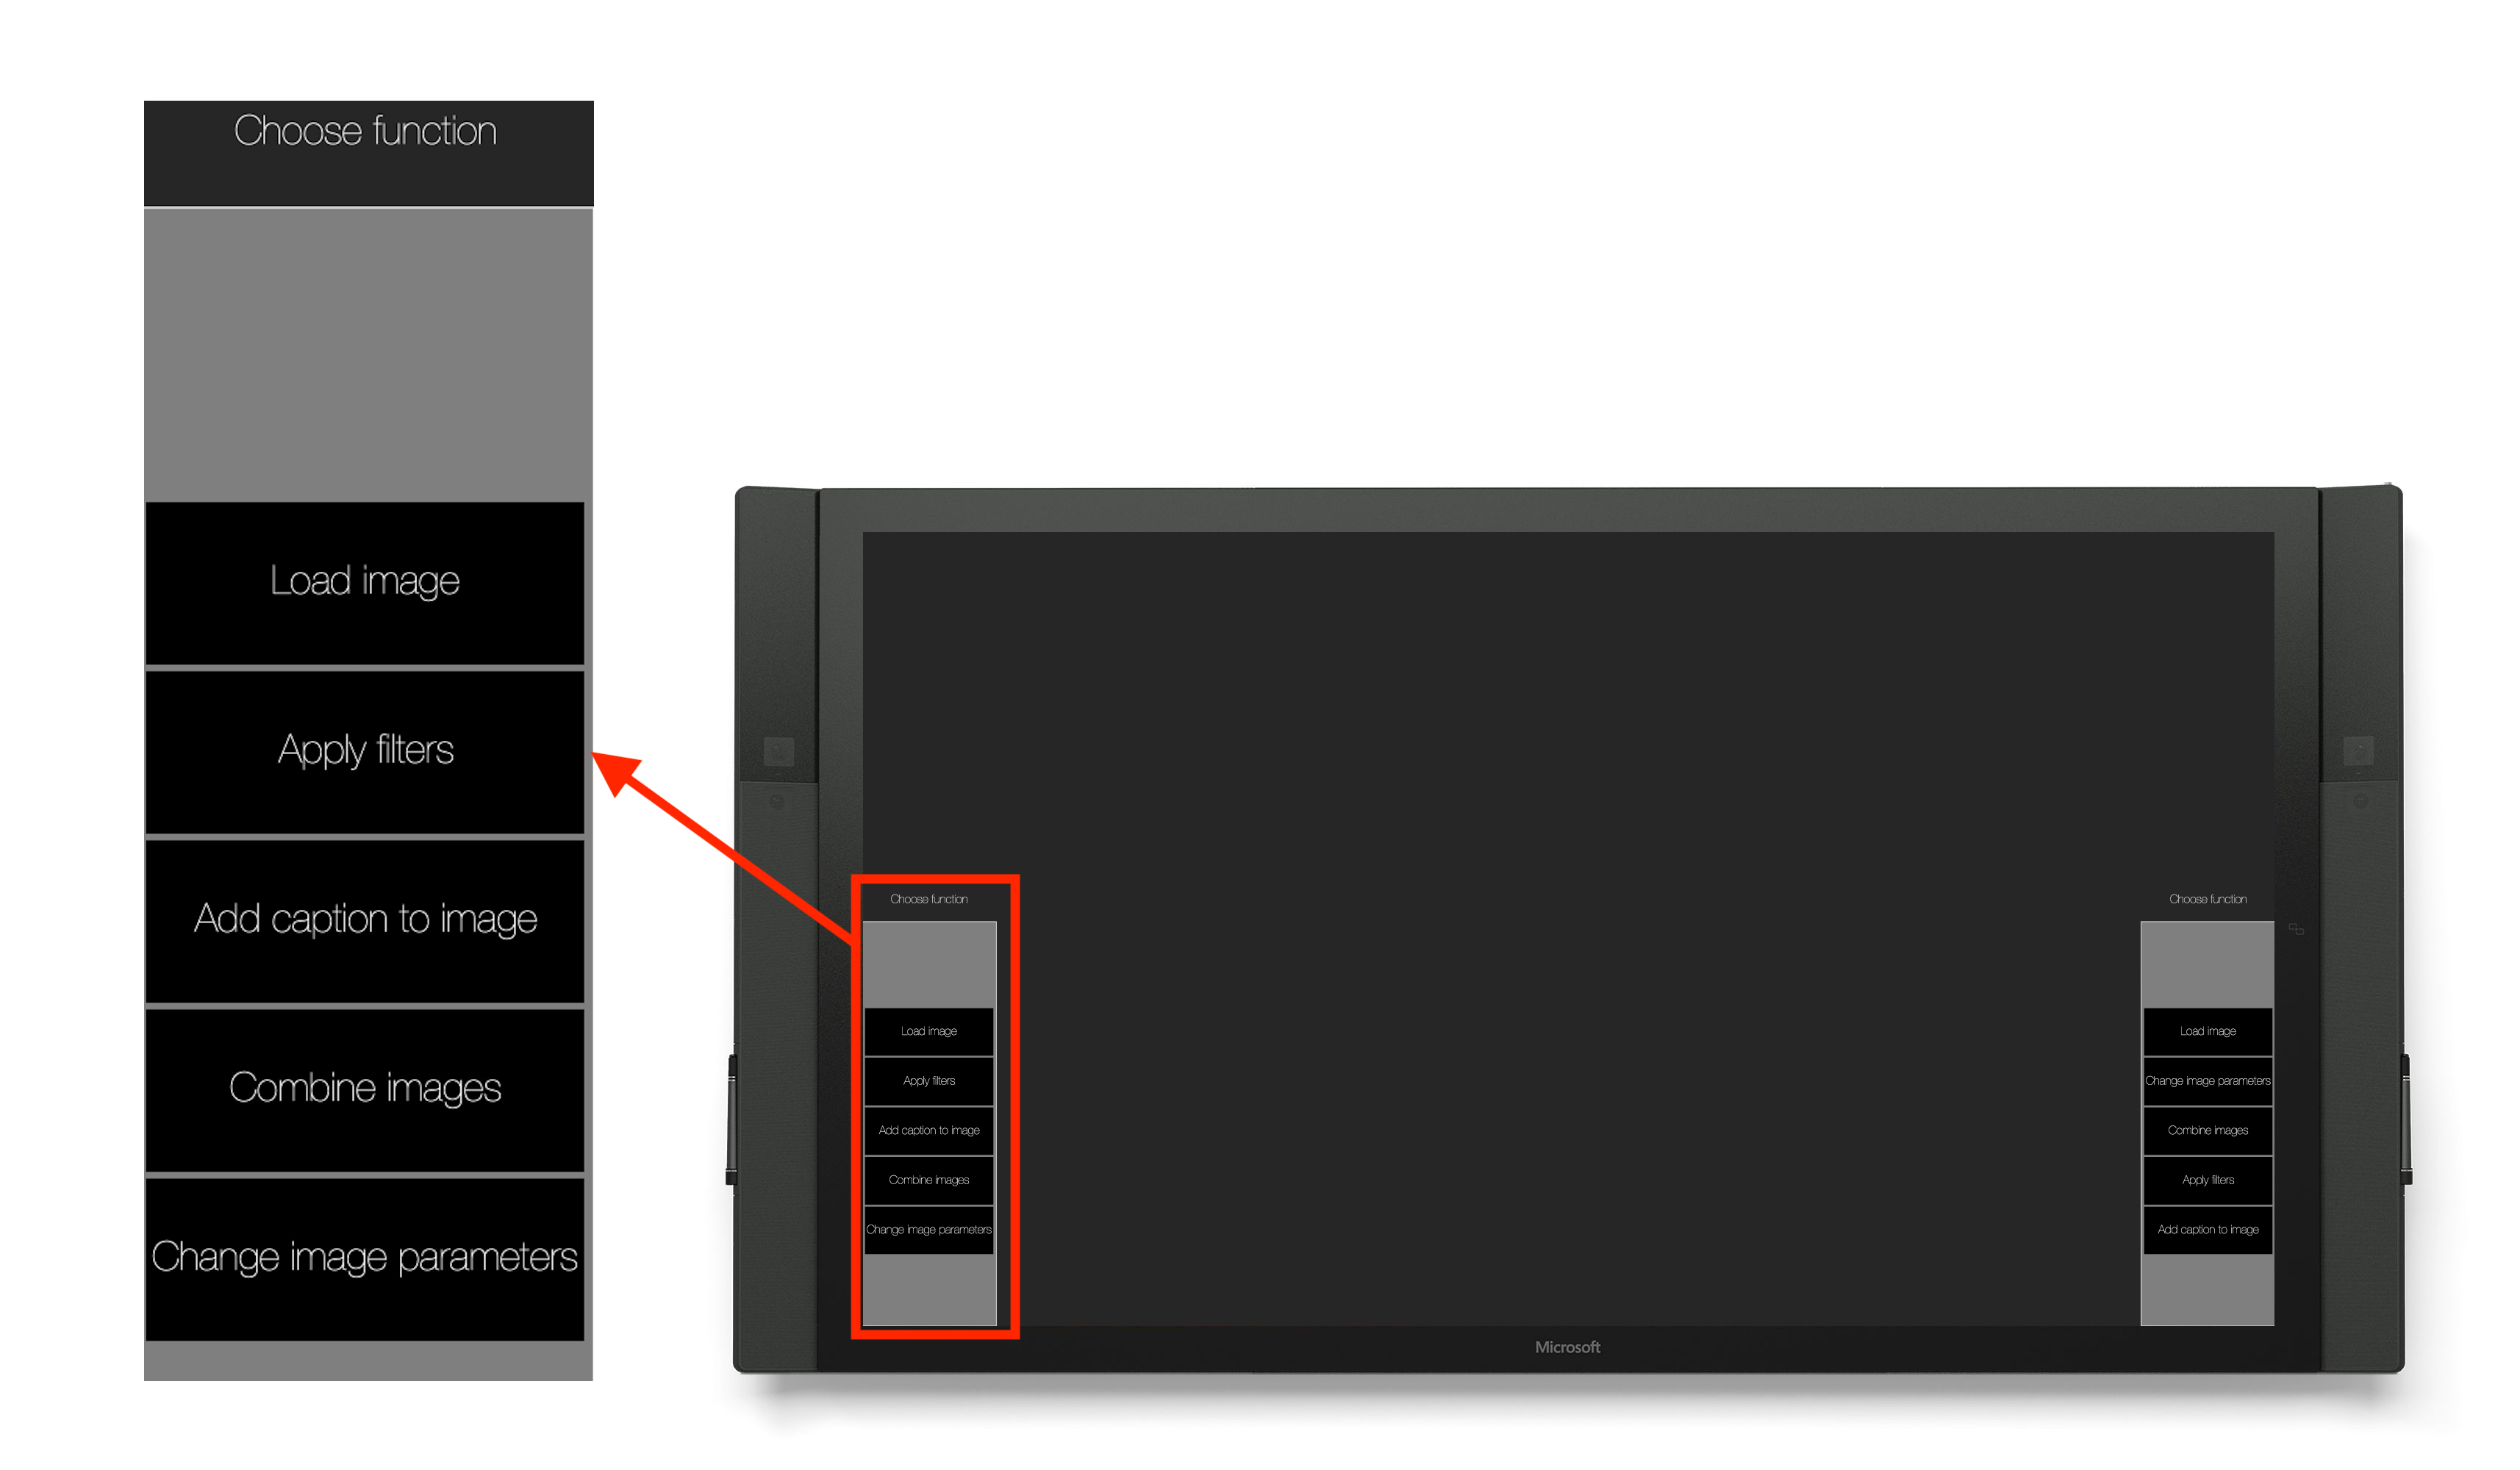 Choose function
Load image
Apply filters
Add caption to image
Combine images
Change image parameters
Choose function
Load image
Apply filters
Add caption to image
Combine images
Change image parameters
Choose function
Load image
Change image parameters
Combine images
Apply filters
Add caption to image
Microsoft